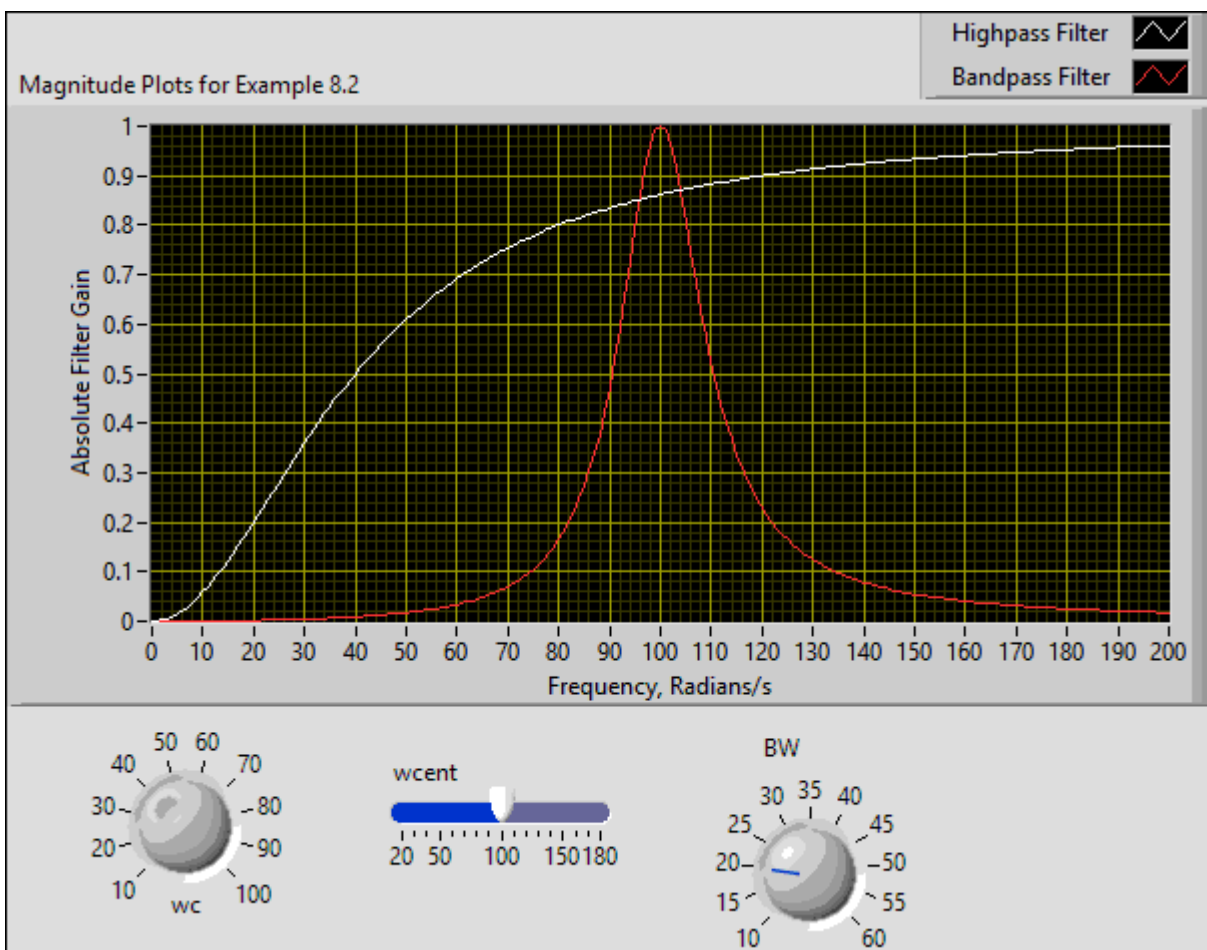 Highpass Filter
Bandpass Filter
Magnitude Plots for Example 8.2
Absolute Filter Gain
1
0.9
0.8
0.7
0.6
0.5
0.4
0.3
0.2
0.1
0
0 10 20 30 40 50 60 70 80 90 100 110 120 130 140 150 160 170 180 190 200
Frequency, Radians/s
50 60
40 70
30 80
20 90
10 100
wc
wcent
20 50 100 150 180
BW
35
30 40
25 45
20 50
15 55
10 60